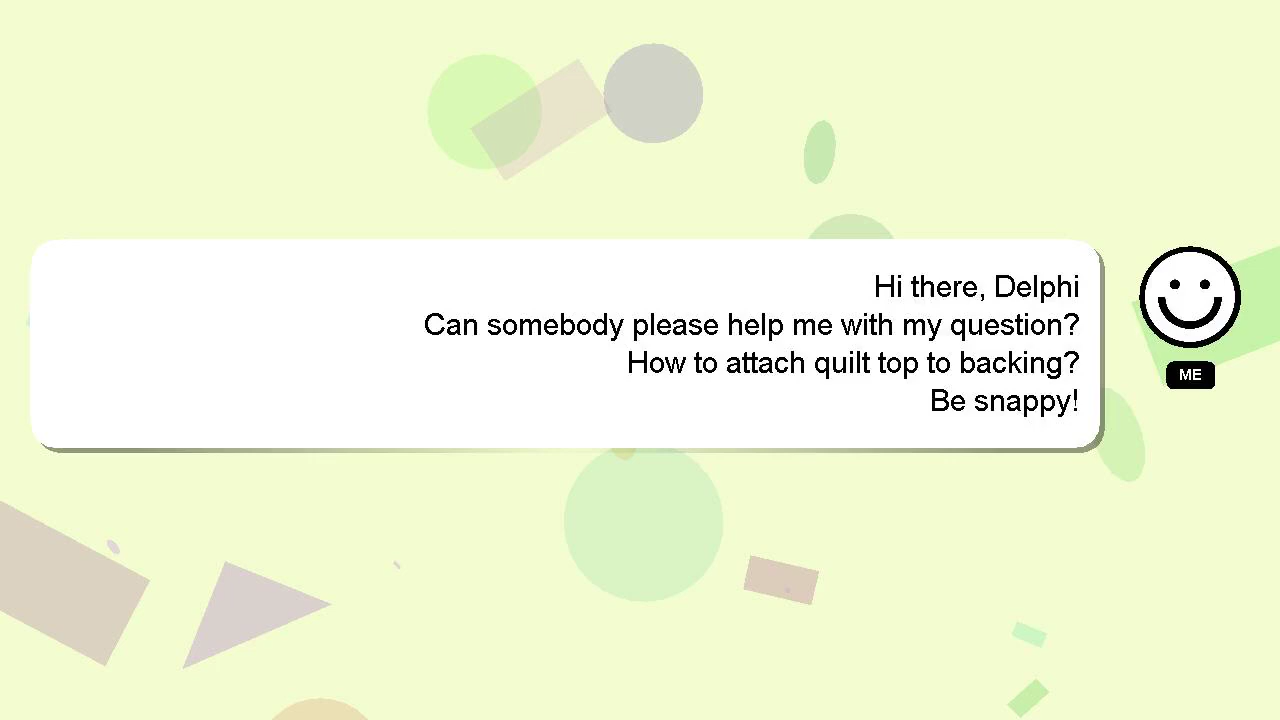 Hi there, Delphi
Can somebody please help me with my question?
How to attach quilt top to backing?
Be snappy!
ME